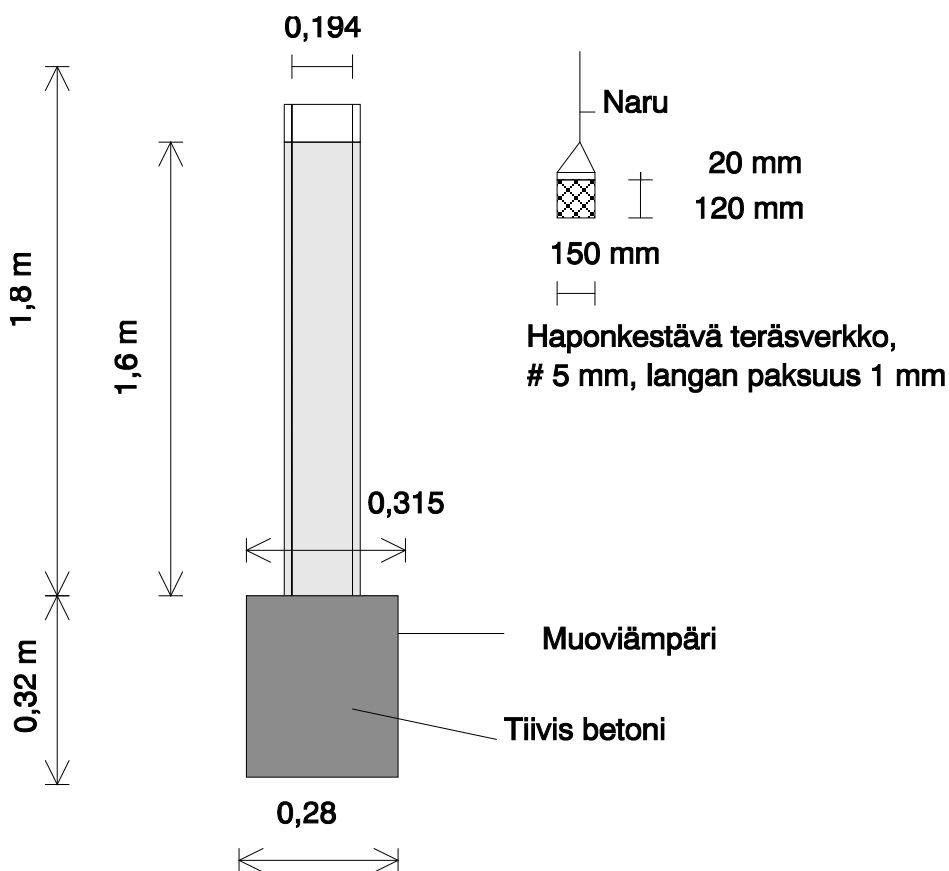 0,194
Naru
20 mm
120 mm
150 mm
1,8 m
1,6 m
Haponkestävä teräsverkko,
# 5 mm, langan paksuus 1 mm
0,315
Muoviämpäri
0,32 m
Tiivis betoni
0,28